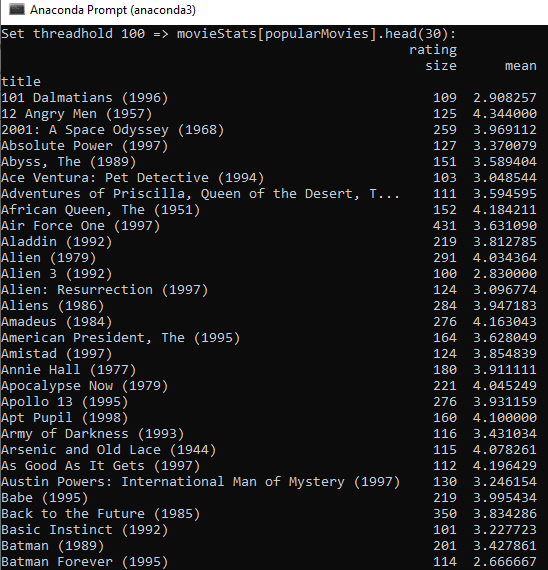 Anaconda Prompt (anaconda3)
Set threadhold 100 => movieStats[popularMovies].head(30):
rating
size mean
title
101 Dalmatians (1996) 109 2.908257
12 Angry Men (1957) 125 4.344000
2001: A Space Odyssey (1968) 259 3.969112
Absolute Power (1997) 127 3.370079
Abyss, The (1989) 151 3.589404
Ace Ventura: Pet Detective (1994) 103 3.048544
Adventures of Priscilla, Queen of the Desert, T... 111 3.594595
African Queen, The (1951) 152 4.184211
Air Force One (1997) 431 3.631090
Aladdin (1992) 219 3.812785
Alien (1979) 291 4.034364
Alien 3 (1992) 100 2.830000
Alien: Resurrection (1997) 124 3.096774
Aliens (1986) 284 3.947183
Amadeus (1984) 276 4.163043
American President, The (1995) 164 3.628049
Amistad (1997) 124 3.854839
Annie Hall (1977) 180 3.911111
Apocalypse Now (1979) 221 4.045249
Apollo 13 (1995) 276 3.931159
Apt Pupil (1998) 160 4.100000
Army of Darkness (1993) 116 3.431034
Arsenic and Old Lace (1944) 115 4.078261
As Good As It Gets (1997) 112 4.196429
Austin Powers: International Man of Mystery (1997) 130 3.246154
Babe (1995) 219 3.995434
Back to the Future (1985) 350 3.834286
Basic Instinct (1992) 101 3.227723
Batman (1989) 201 3.427861
Batman Forever (1995) 114 2.666667